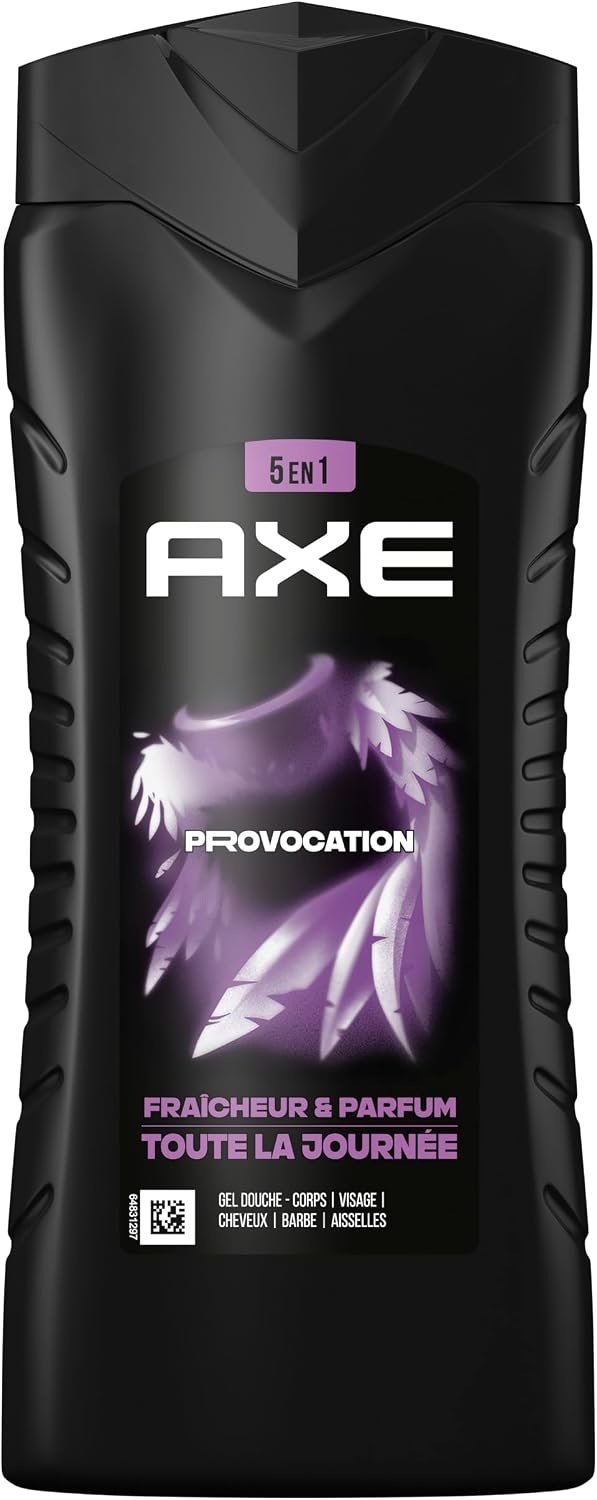 5 EN 1
AXE
PROVOCATION
FRAÎCHEUR & PARFUM
TOUTE LA JOURNÉE
64831297
GEL DOUCHE - CORPS | VISAGE |
CHEVEUX | BARBE | AISSELLES